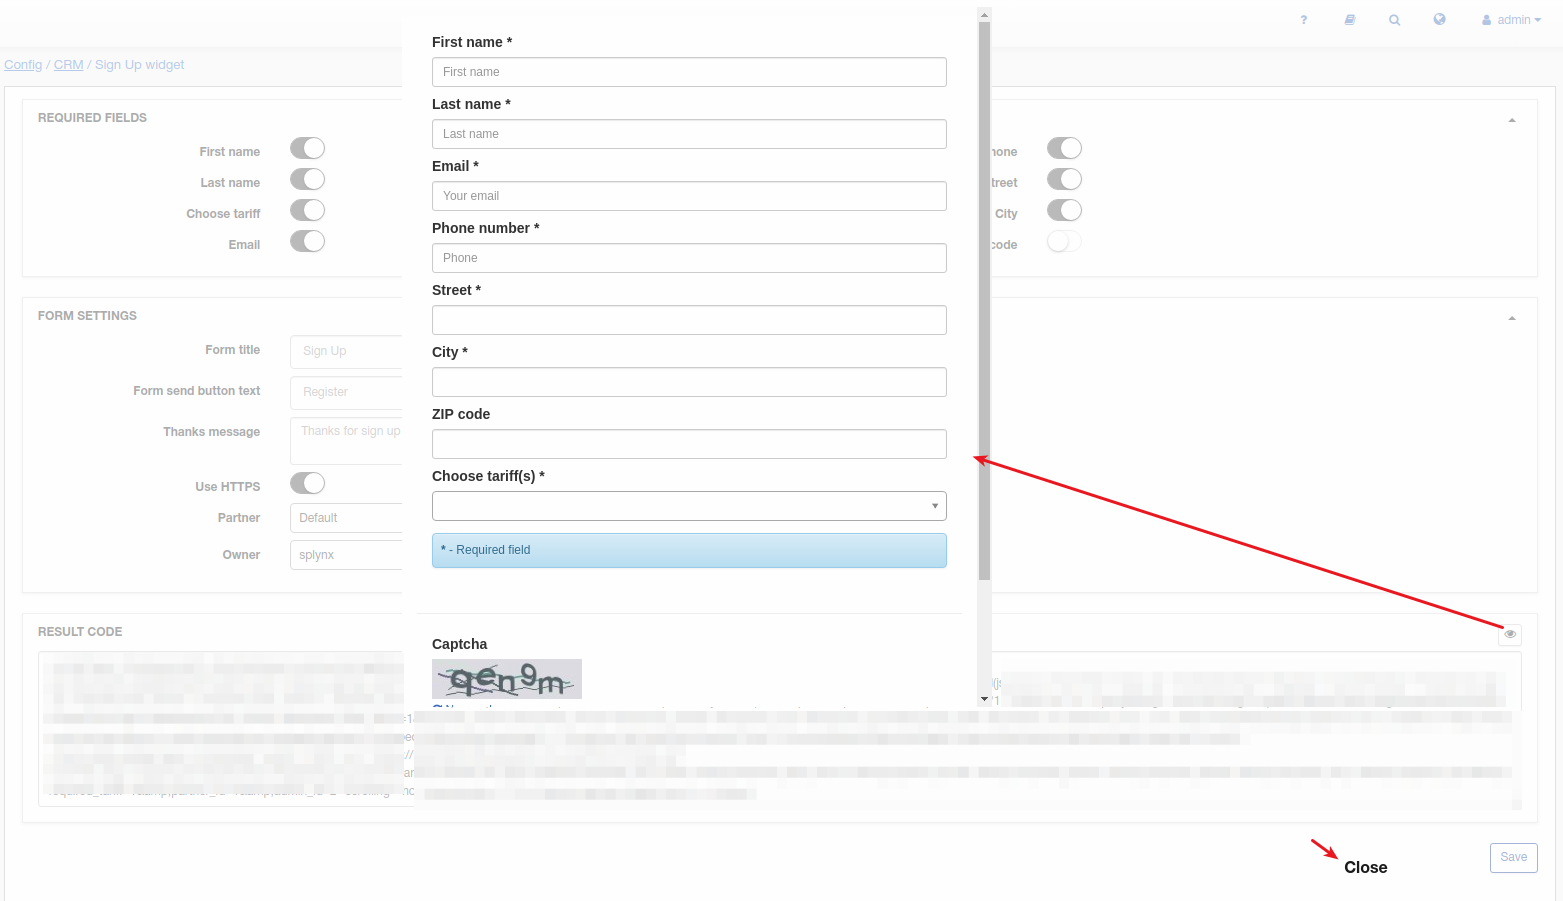 ? admin
Config / CRM / Sign Up widget
REQUIRED FIELDS
First name
Last name
Choose tariff
Email
hone
treet
City
code
FORM SETTINGS
Form title Sign Up
Form send button text Register
Thanks message Thanks for sign up
Use HTTPS
Partner Default
Owner splynx
RESULT CODE
First name *
First name
Last name *
Last name
Email *
Your email
Phone number *
Phone
Street *
City *
ZIP code
Choose tariff(s) *
* - Required field
Captcha
qen9m
Close
Save